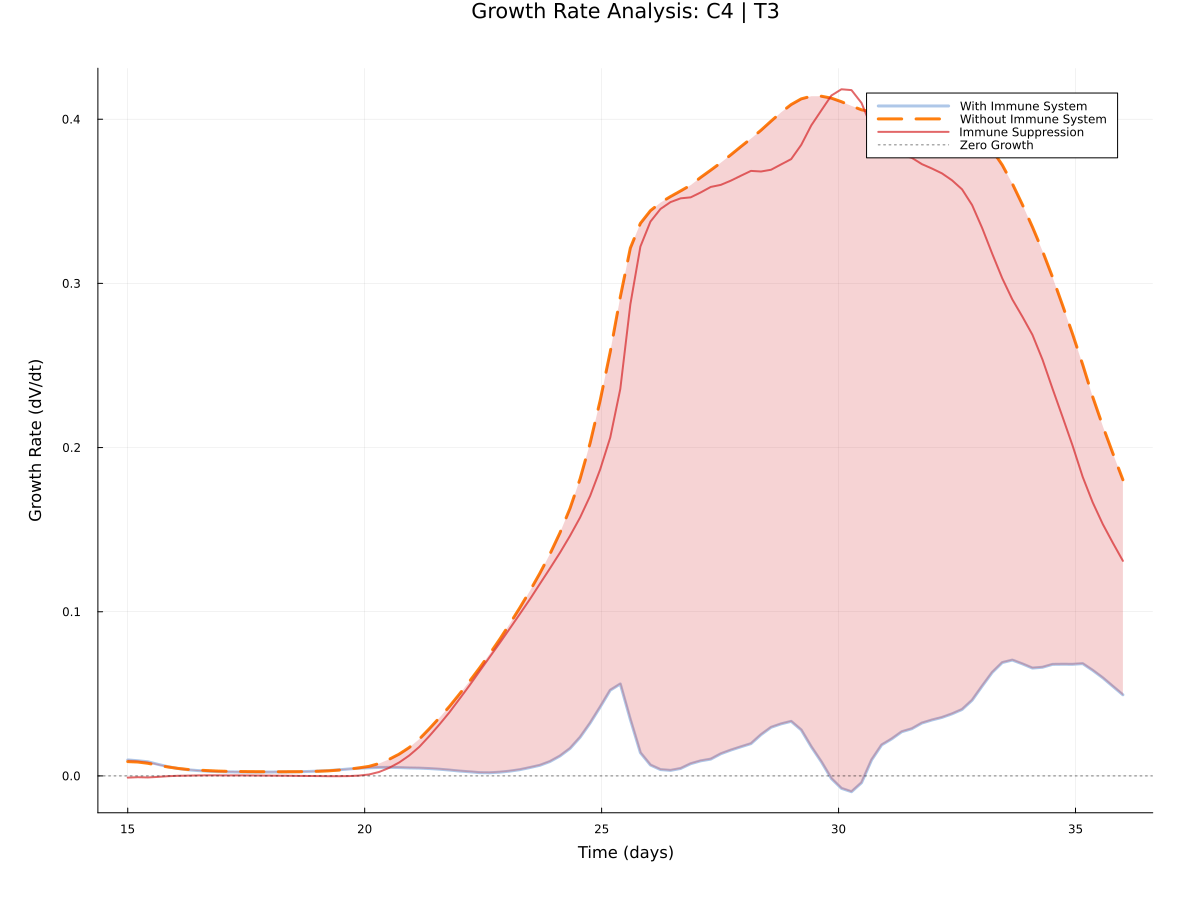 Growth Rate Analysis: C4 | T3
With Immune System
Without Immune System
Immune Suppression
Zero Growth
Growth Rate (dV/dt)
0.4
0.3
0.2
0.1
0.0
15 20 25 30 35
Time (days)